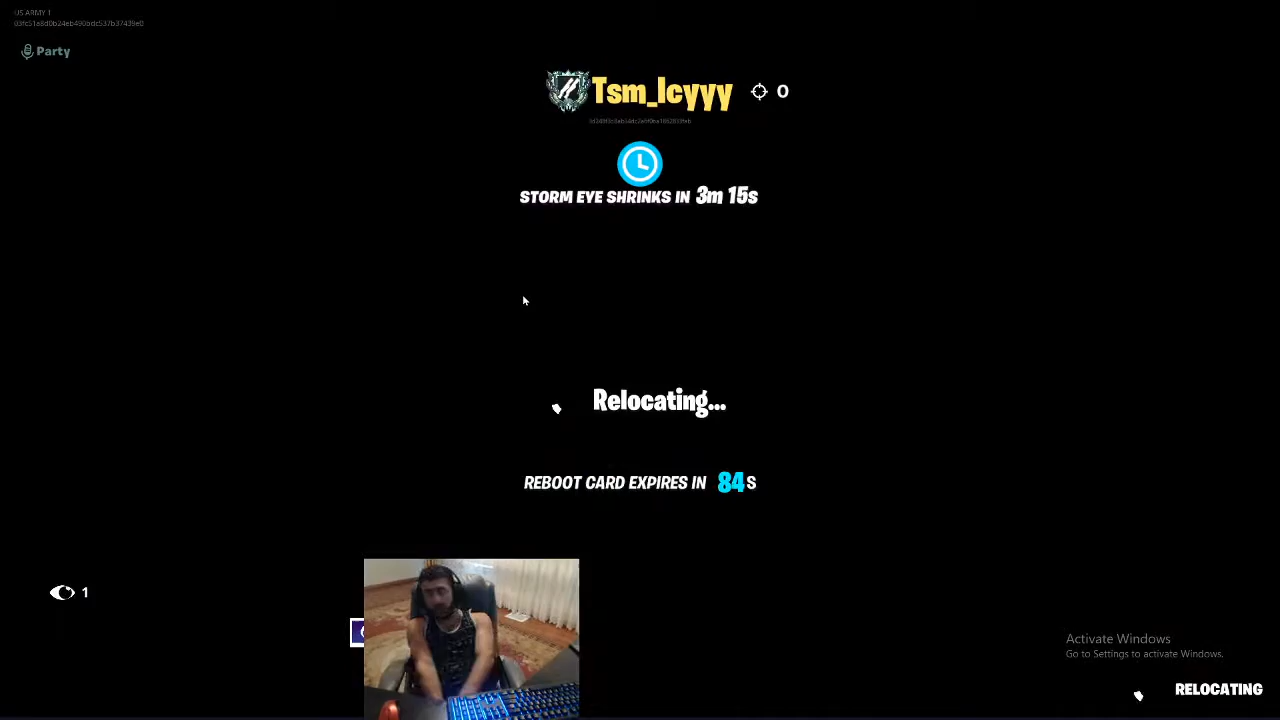 US ARMY 1
Party
Tsm_Icyyy 0
STORM EYE SHRINKS IN 3m 15s
Relocating...
REBOOT CARD EXPIRES IN 84 S
1
Activate Windows
Go to Settings to activate Windows.
RELOCATING